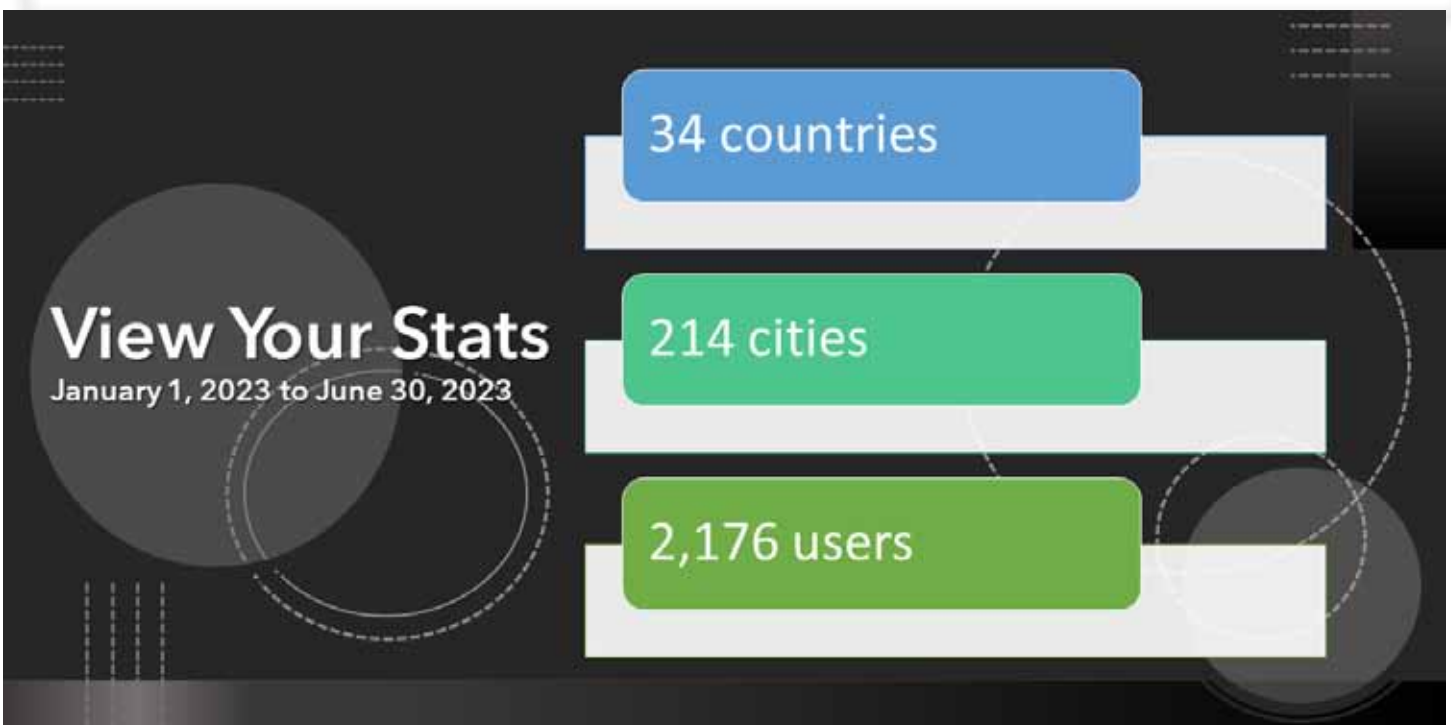 View Your Stats
January 1, 2023 to June 30, 2023
34 countries
214 cities
2,176 users